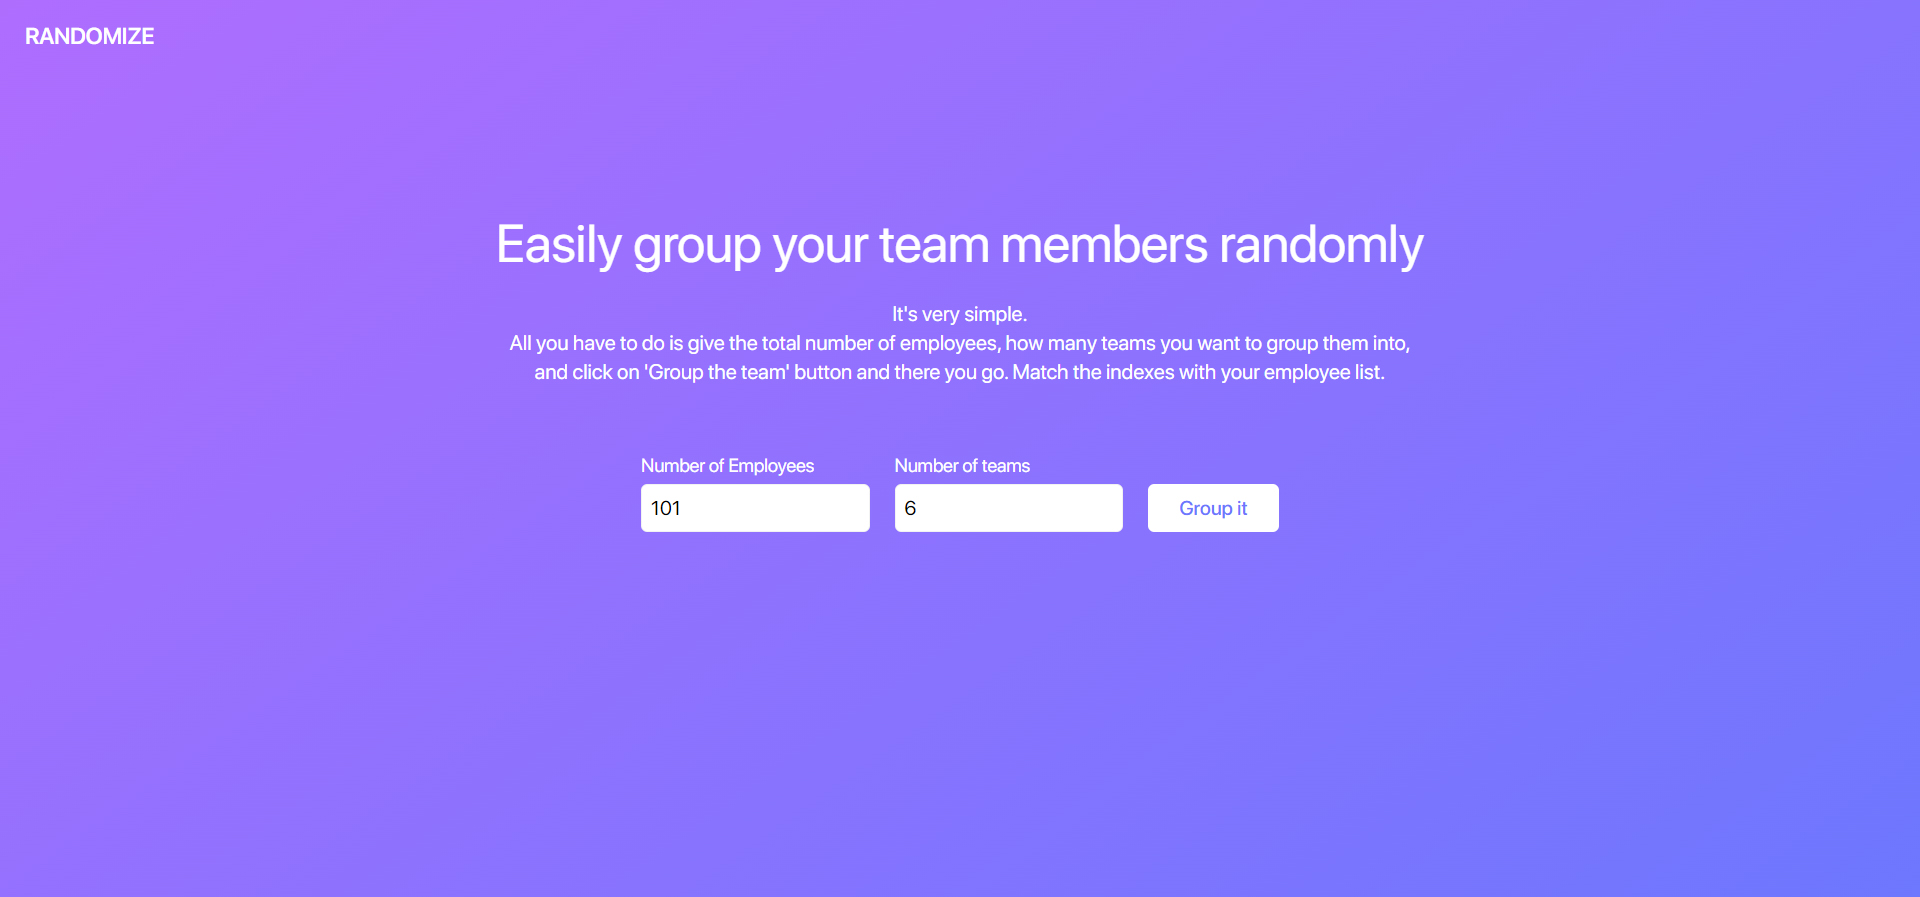 RANDOMIZE
Easily group your team members randomly
It's very simple.
All you have to do is give the total number of employees, how many teams you want to group them into,
and click on 'Group the team' button and there you go. Match the indexes with your employee list.
Number of Employees
Number of teams
101
6
Group it